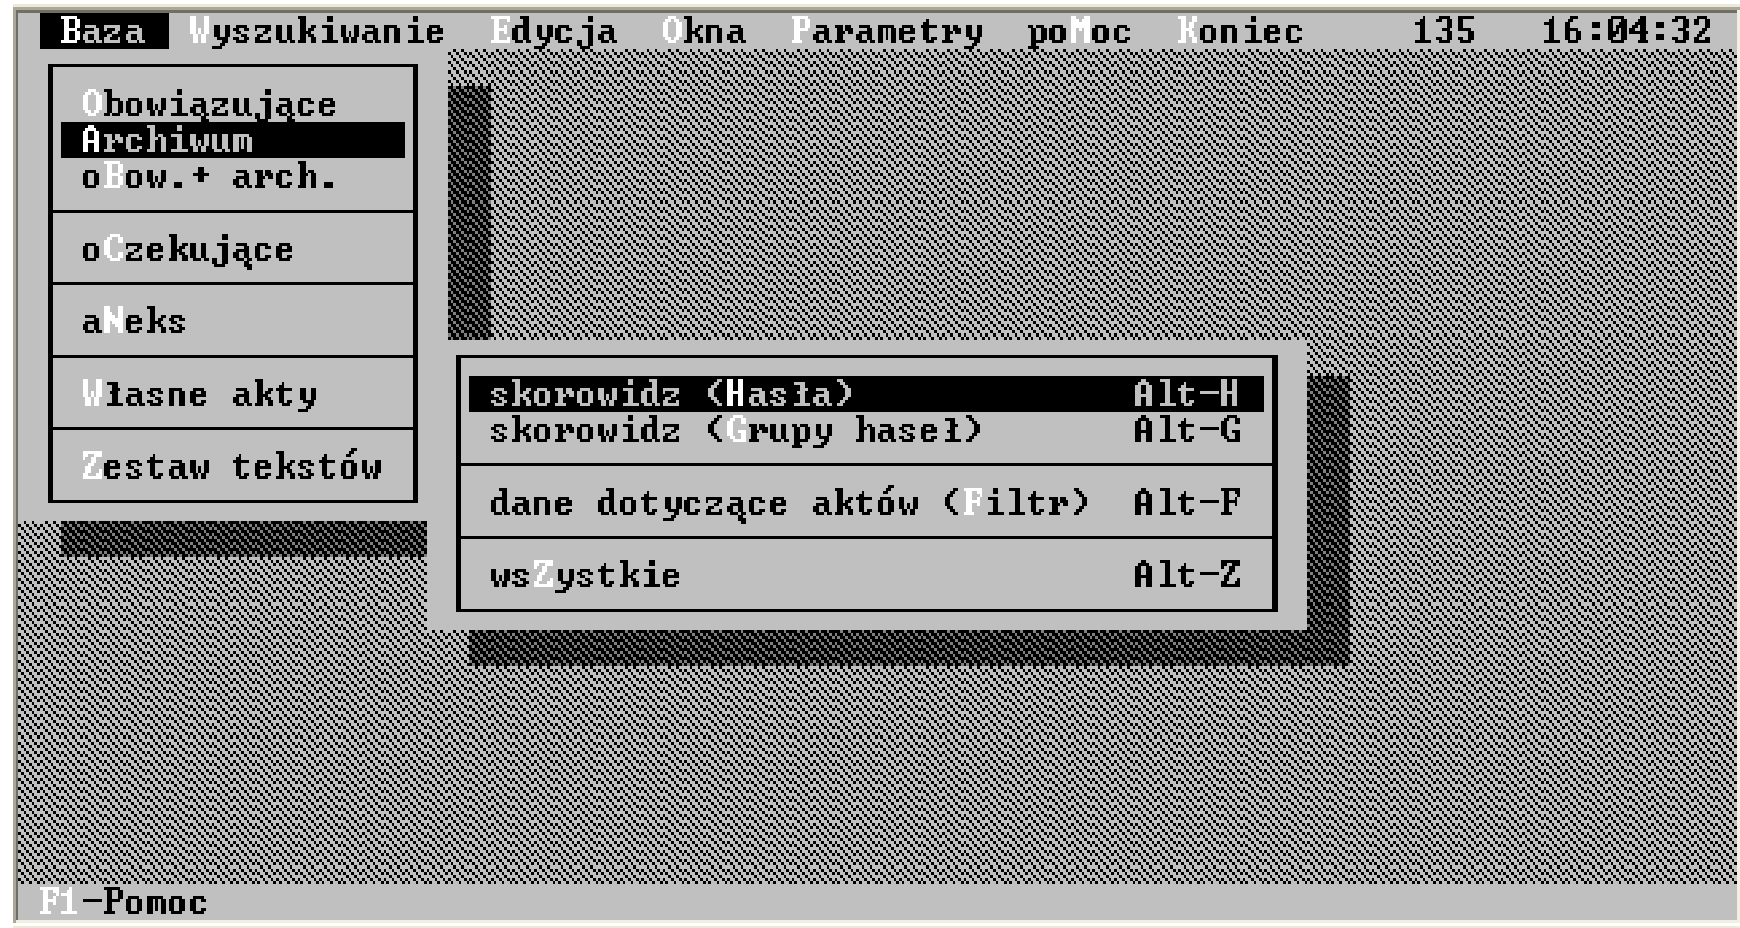 Baza Wyszukiwanie Edycja Okna Parametry poMoc Koniec 135 16:04:32
Obowiązujące
Archiwum
oBow.+ arch.
oCzekujące
aNeks
Własne akty
Zestaw tekstów
skorowidz (Hasła) Alt-H
skorowidz (Grupy haseł) Alt-G
dane dotyczące aktów (Filtr) Alt-F
wsZystkie Alt-Z
F1-Pomoc